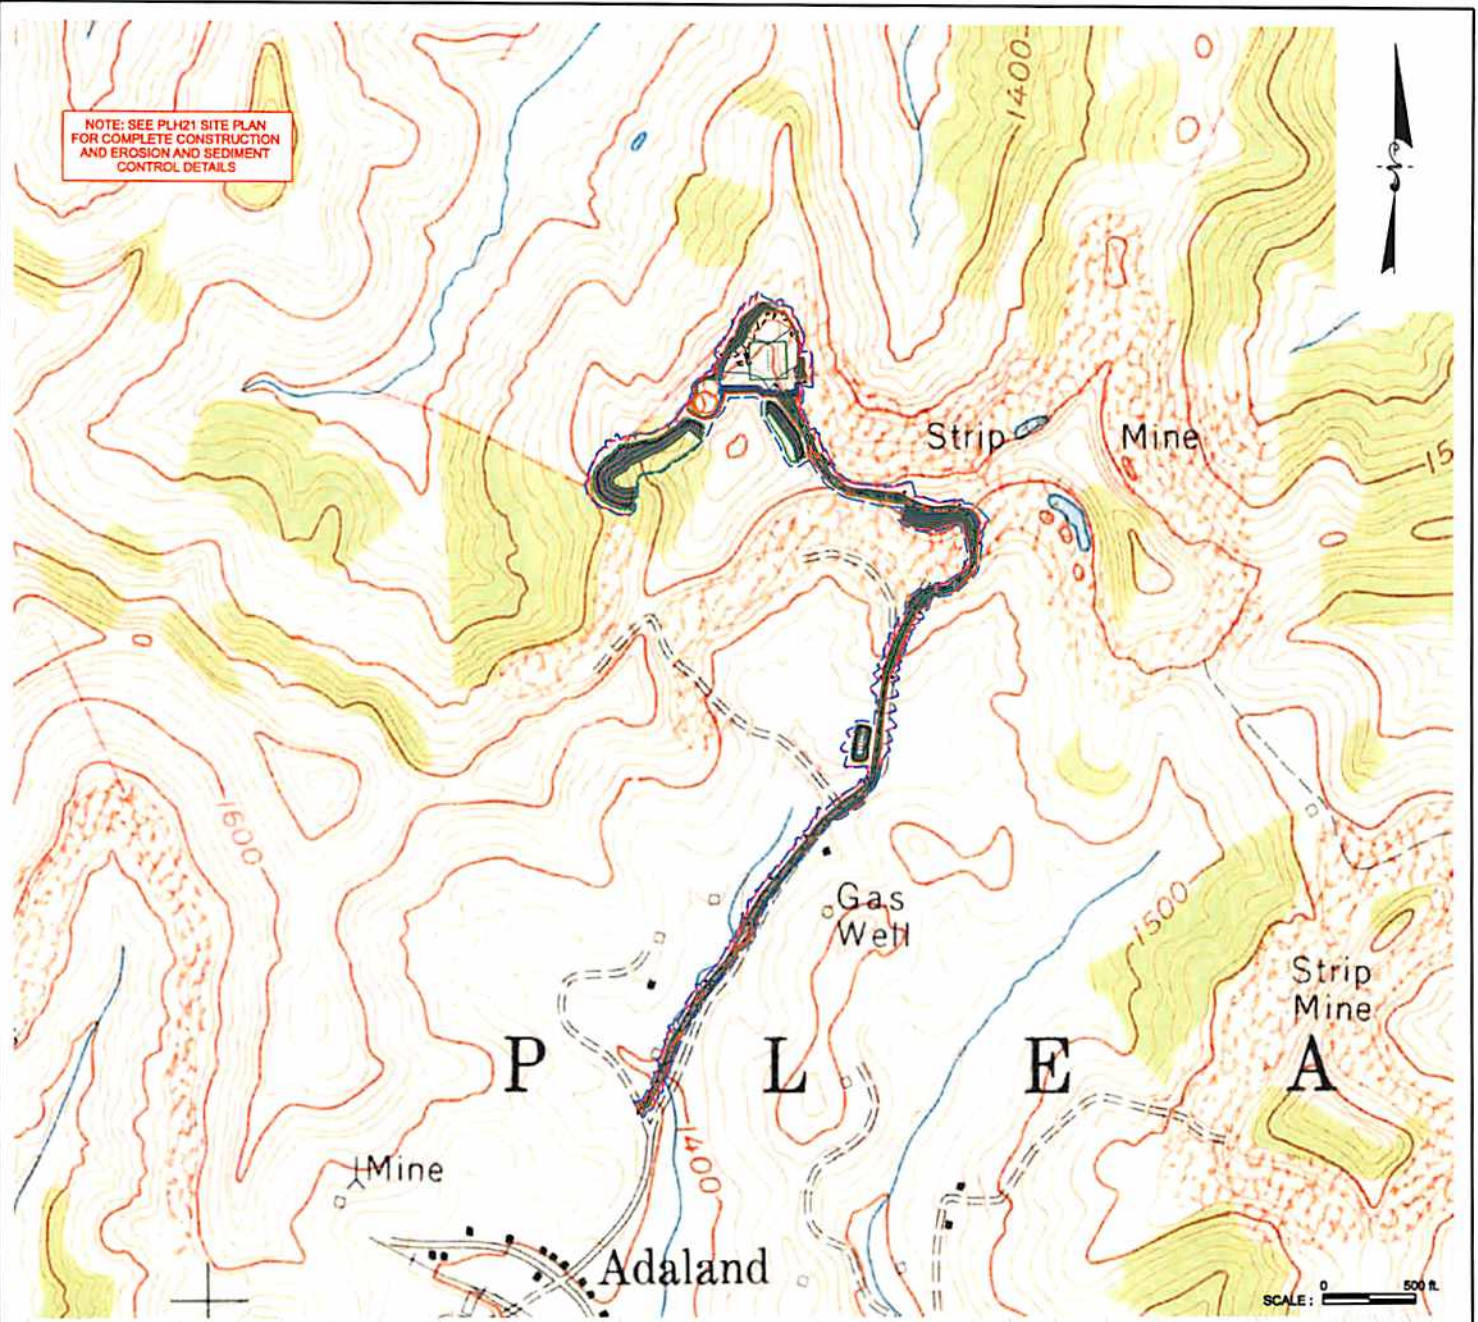 1400
NOTE: SEE PLH21 SITE PLAN
FOR COMPLETE CONSTRUCTION
AND EROSION AND SEDIMENT
CONTROL DETAILS
Strip Mine
15
1600
Gas
Well
1500
Strip
Mine
P L E A
1400
Mine
Adaland
0 500 ft.
SCALE :